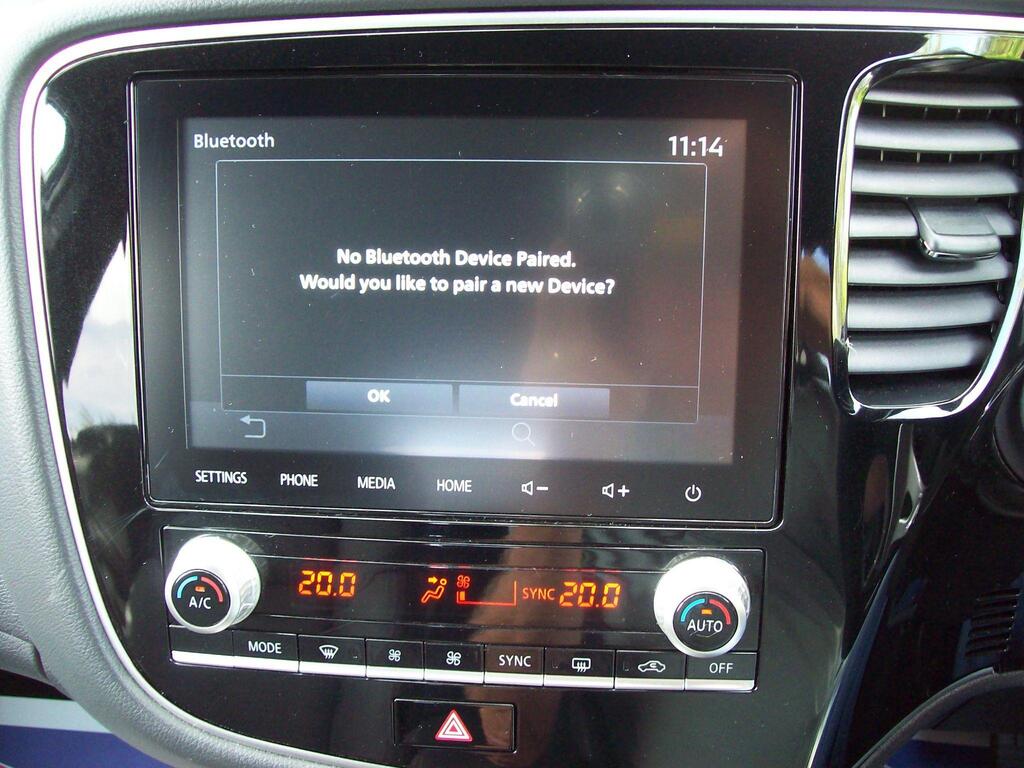 Bluetooth
11:14
No Bluetooth Device Paired.
Would you like to pair a new Device?
OK
Cancel
SETTINGS
PHONE
MEDIA
HOME
A/C
20.0
SYNC
20.0
AUTO
MODE
SYNC
OFF